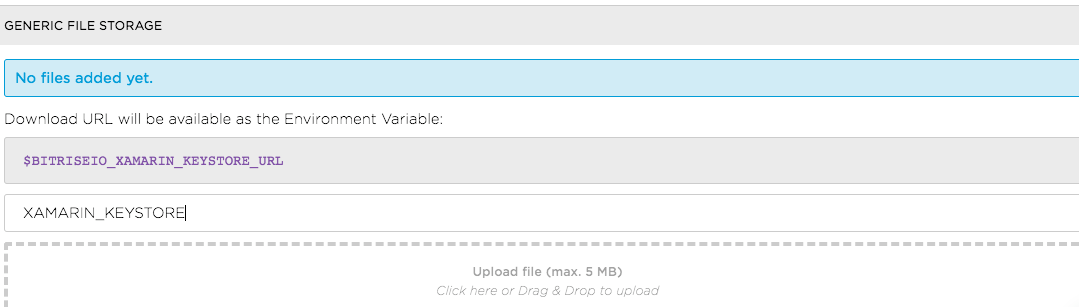 GENERIC FILE STORAGE
No files added yet.
Download URL will be available as the Environment Variable:
$BITRISEIO_XAMARIN_KEYSTORE_URL
XAMARIN_KEYSTORE
Upload file (max. 5 MB)
Click here or Drag & Drop to upload